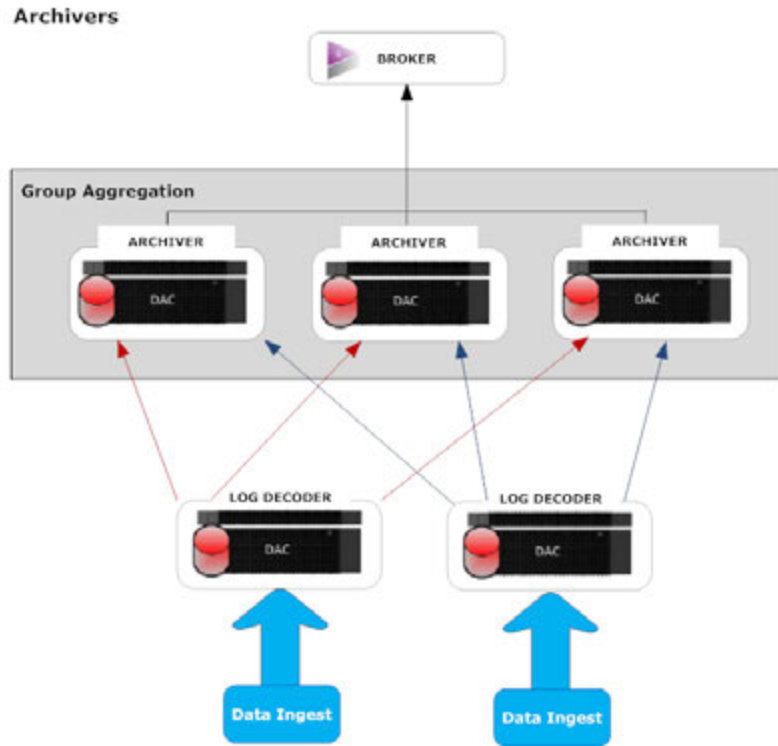 Archivers
BROKER
Group Aggregation
ARCHIVER
ARCHIVER
ARCHIVER
DAC
DAC
DAC
LOG DECODER
LOG DECODER
DAC
DAC
Data Ingest
Data Ingest